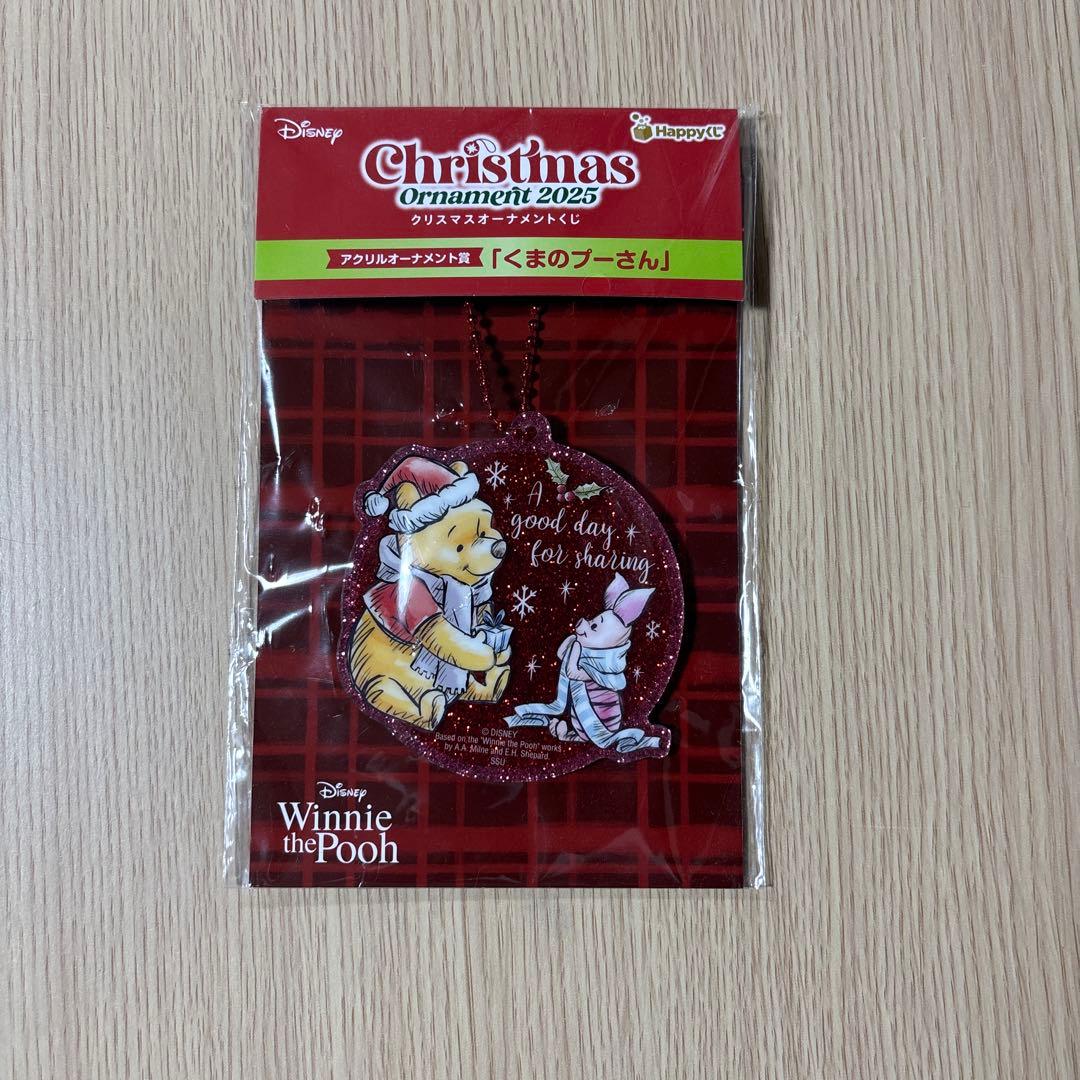 Disney
Happyくじ
Christmas
Ornament 2025
クリスマスオーナメントくじ
アクリルオーナメント賞 「くまのプーさん」
A
good day
for sharing
© DISNEY
Based on the "Winnie the Pooh" works
by A.A. Milne and E.H. Shepard.
SSU
Disney
Winnie
the Pooh